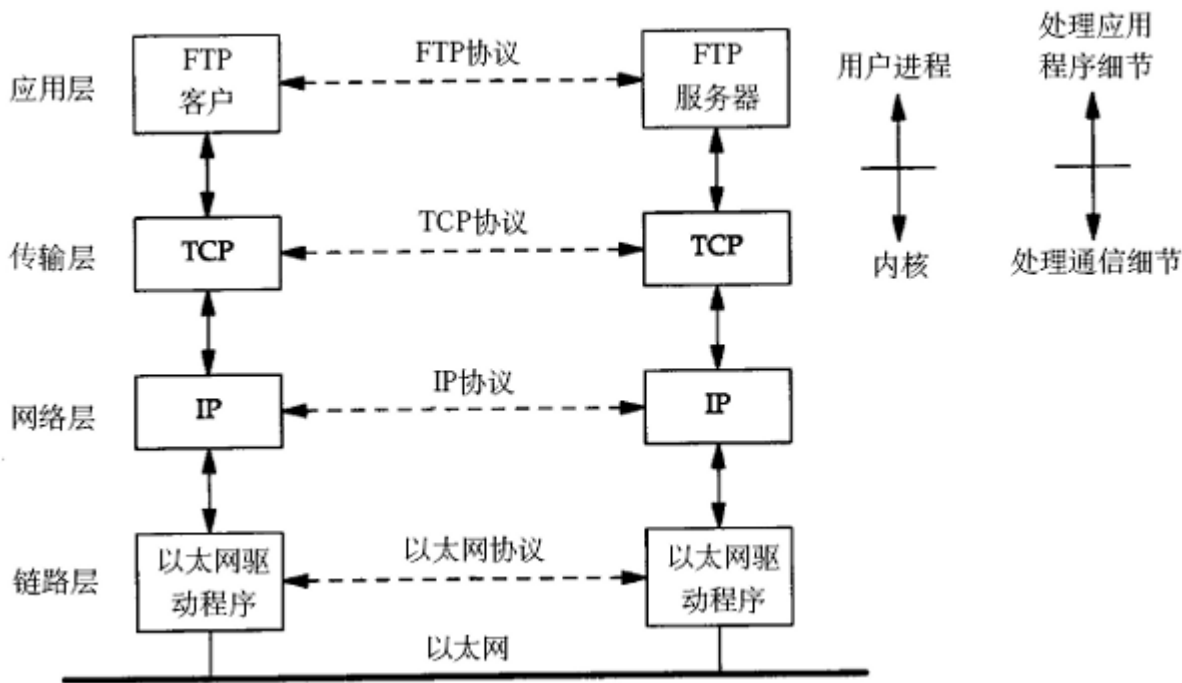 应用层
FTP
客户
FTP协议
FTP
服务器
用户进程
处理应用
程序细节
传输层
TCP
TCP协议
TCP
内核
处理通信细节
网络层
IP
IP协议
IP
链路层
以太网驱
动程序
以太网协议
以太网驱
动程序
以太网